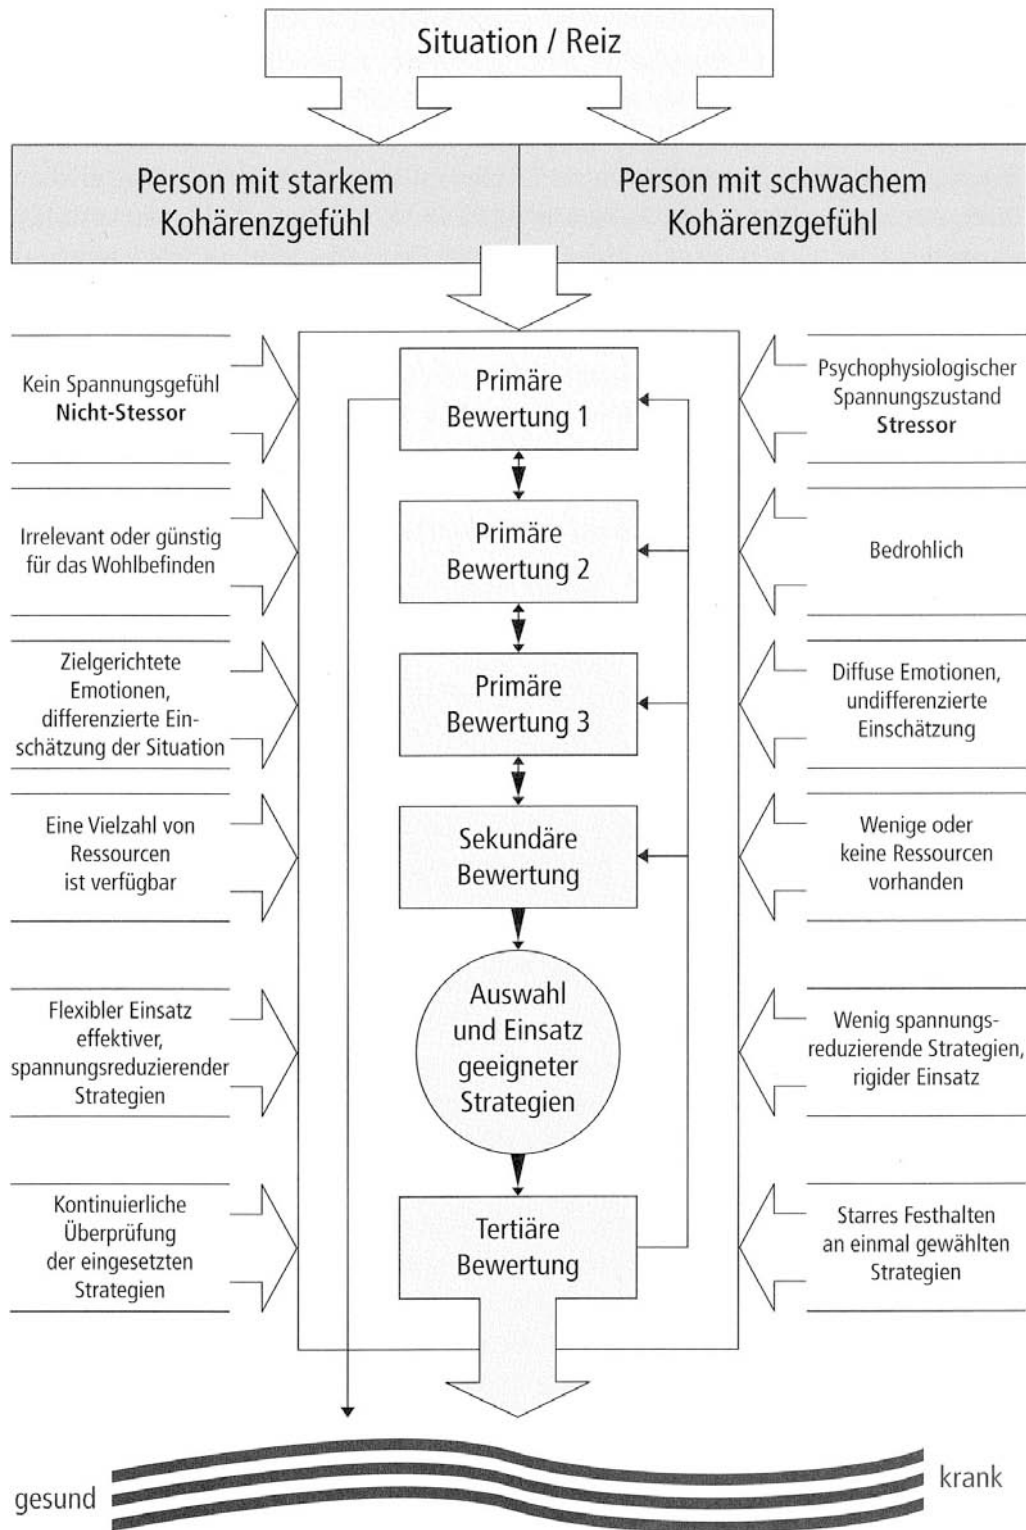 Situation / Reiz
Person mit starkem
Kohärenzgefühl
Person mit schwachem
Kohärenzgefühl
Kein Spannungsgefühl
Nicht-Stessor
Primäre
Bewertung 1
Psychophysiologischer
Spannungszustand
Stressor
Irrelevant oder günstig
für das Wohlbefinden
Primäre
Bewertung 2
Bedrohlich
Zielgerichtete
Emotionen,
differenzierte Ein-
schätzung der Situation
Primäre
Bewertung 3
Diffuse Emotionen,
undifferenzierte
Einschätzung
Eine Vielzahl von
Ressourcen
ist verfügbar
Sekundäre
Bewertung
Wenige oder
keine Ressourcen
vorhanden
Flexibler Einsatz
effektiver,
spannungsreduzierender
Strategien
Auswahl
und Einsatz
geeigneter
Strategien
Wenig spannungs-
reduzierende Strategien,
rigider Einsatz
Kontinuierliche
Überprüfung
der eingesetzten
Strategien
Tertiäre
Bewertung
Starres Festhalten
an einmal gewählten
Strategien
gesund
krank